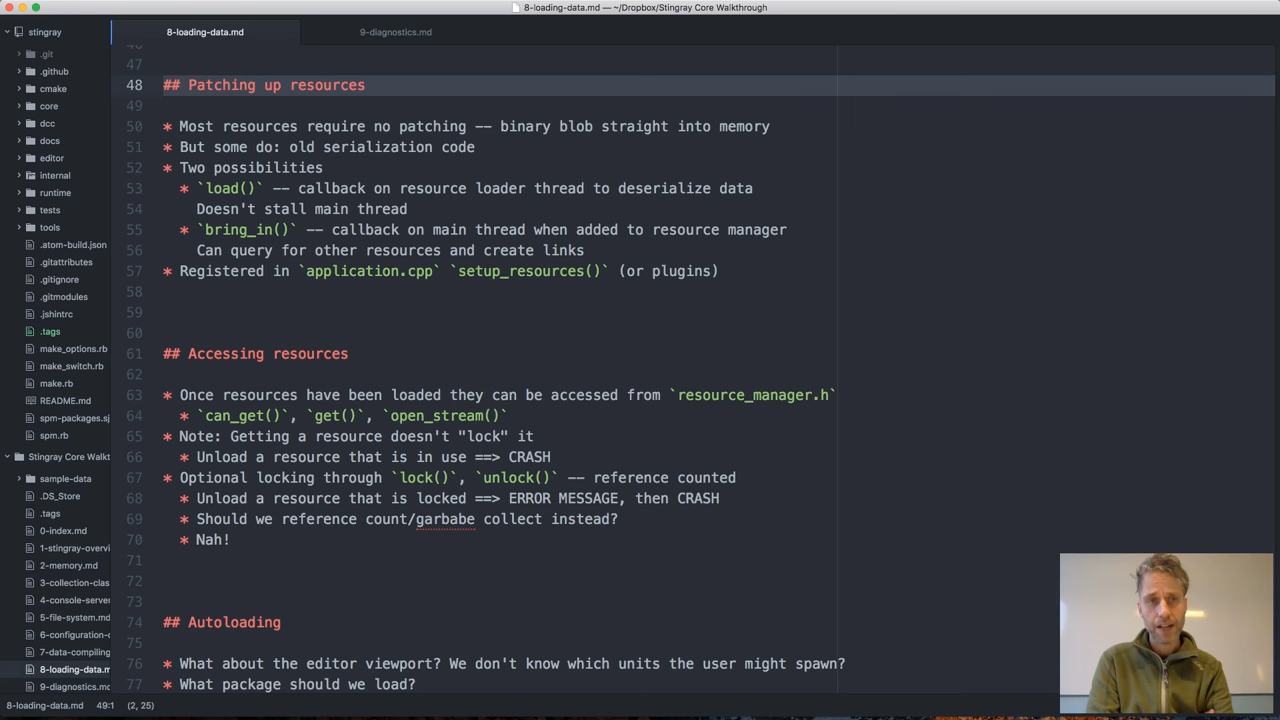 8-loading-data.md — ~/Dropbox/Stingray Core Walkthrough
stingray
8-loading-data.md
9-diagnostics.md
.git
.github
cmake
core
dcc
docs
editor
internal
runtime
tests
tools
.atom-build.json
.gitattributes
.gitignore
.gitmodules
.jshintrc
.tags
make_options.rb
make_switch.rb
make.rb
README.md
spm-packages.sj
spm.rb
Stingray Core Walkt
sample-data
.DS_Store
.tags
0-index.md
1-stingray-overvi
2-memory.md
3-collection-clas
4-console-server
5-file-system.md
6-configuration-d
7-data-compiling
8-loading-data.m
9-diagnostics.md
46
47
48 ## Patching up resources
49
50 * Most resources require no patching -- binary blob straight into memory
51 * But some do: old serialization code
52 * Two possibilities
53 * `load()` -- callback on resource loader thread to deserialize data
54 Doesn't stall main thread
55 * `bring_in()` -- callback on main thread when added to resource manager
56 Can query for other resources and create links
57 * Registered in `application.cpp` `setup_resources()` (or plugins)
58
59
60
61 ## Accessing resources
62
63 * Once resources have been loaded they can be accessed from `resource_manager.h`
64 * `can_get()`, `get()`, `open_stream()`
65 * Note: Getting a resource doesn't "lock" it
66 * Unload a resource that is in use ==> CRASH
67 * Optional locking through `lock()`, `unlock()` -- reference counted
68 * Unload a resource that is locked ==> ERROR MESSAGE, then CRASH
69 * Should we reference count/garbabe collect instead?
70 * Nah!
71
72
73
74 ## Autoloading
75
76 * What about the editor viewport? We don't know which units the user might spawn?
77 * What package should we load?
8-loading-data.md 49:1 (2, 25)